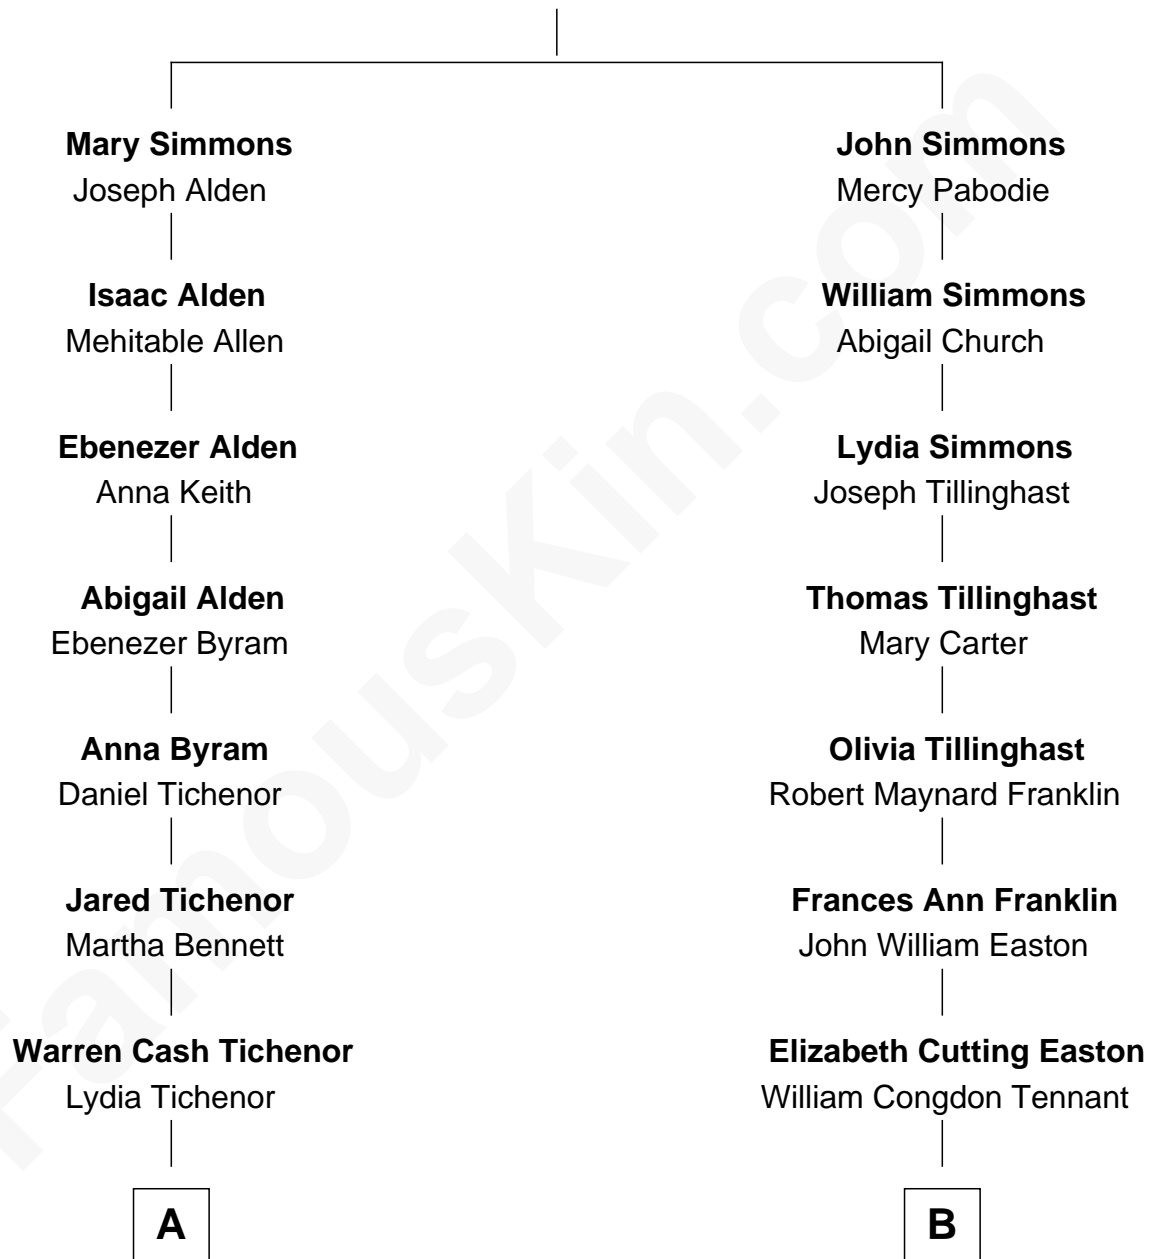 Mary Simmons
Joseph Alden
Isaac Alden
Mehitable Allen
Ebenezer Alden
Anna Keith
Abigail Alden
Ebenezer Byram
Anna Byram
Daniel Tichenor
Jared Tichenor
Martha Bennett
Warren Cash Tichenor
Lydia Tichenor
A
John Simmons
Mercy Pabodie
William Simmons
Abigail Church
Lydia Simmons
Joseph Tillinghast
Thomas Tillinghast
Mary Carter
Olivia Tillinghast
Robert Maynard Franklin
Frances Ann Franklin
John William Easton
Elizabeth Cutting Easton
William Congdon Tennant
B
FamousKin.com